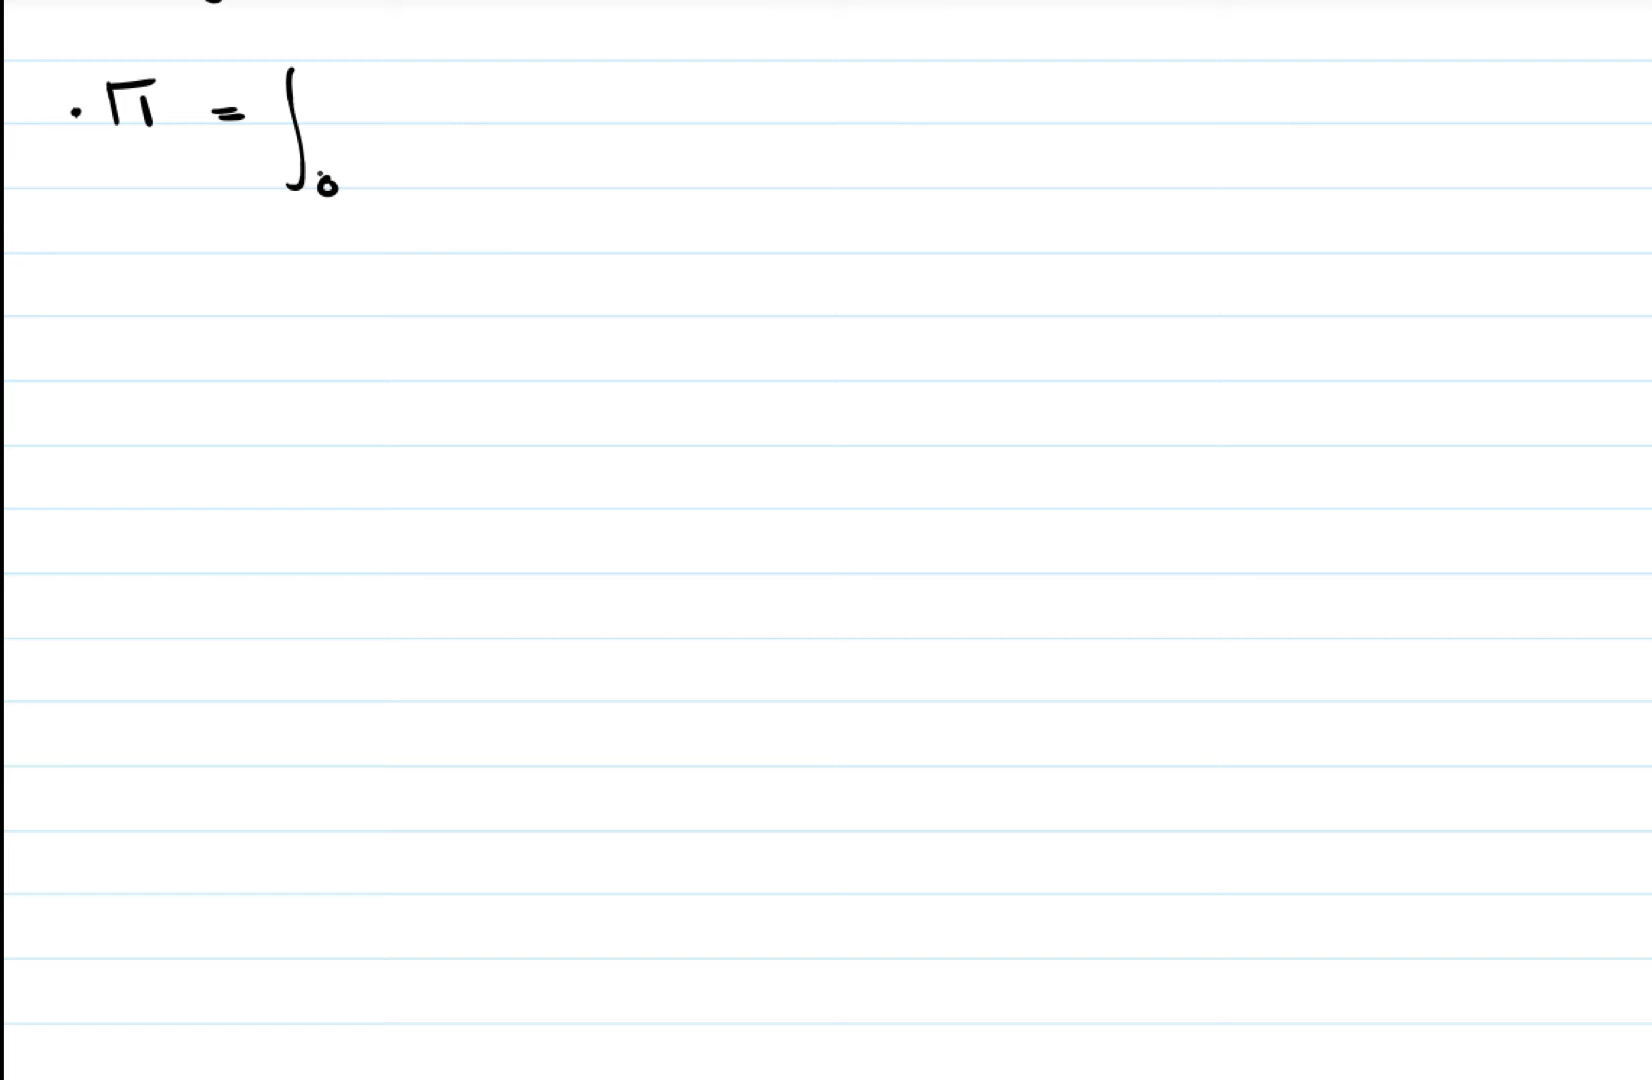 · Π = ∫₀